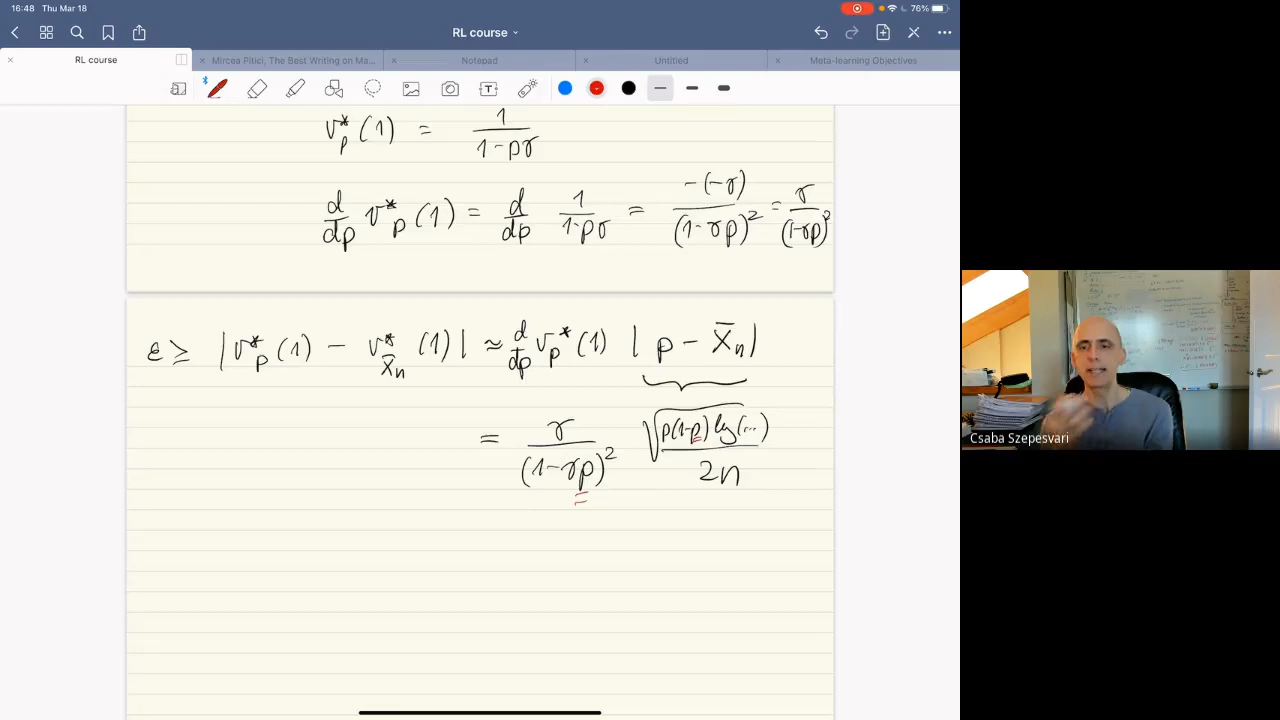 16:48 Thu Mar 18
76%
RL course
RL course
Mircea Pitici, The Best Writing on Ma...
Notepad
Untitled
Meta-learning Objectives
v*_p (1) = 1/(1-pγ)
d/dp v*_p (1) = d/dp 1/(1-pγ) = -(-γ)/(1-γp)² = γ/(1-γp)²
ε ≥ |v*_p (1) - v*_X̄n (1)| ≈ d/dp v*_p (1) |p - X̄n|
= γ/(1-γp)² √(p(1-p) log(...)/2n)
Csaba Szepesvari